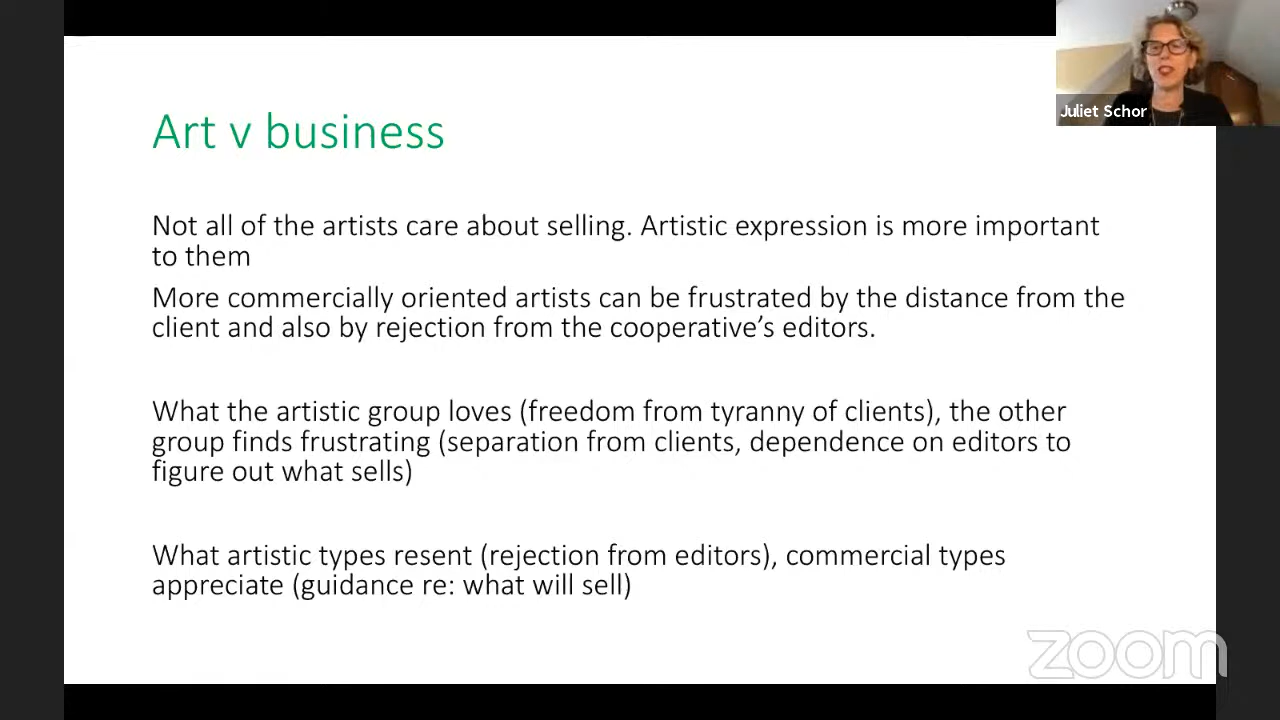 Juliet Schor
Art v business
Not all of the artists care about selling. Artistic expression is more important
to them
More commercially oriented artists can be frustrated by the distance from the
client and also by rejection from the cooperative’s editors.
What the artistic group loves (freedom from tyranny of clients), the other
group finds frustrating (separation from clients, dependence on editors to
figure out what sells)
What artistic types resent (rejection from editors), commercial types
appreciate (guidance re: what will sell)
zoom